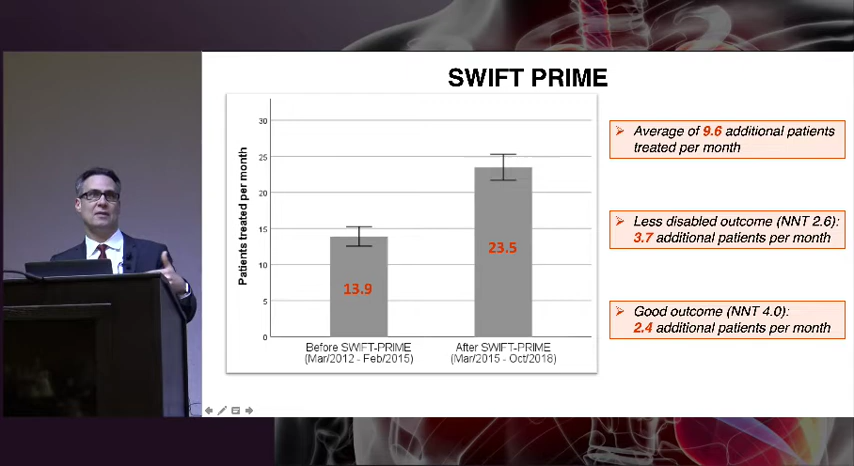 SWIFT PRIME
Patients treated per month
30
25
20
15
10
5
0
13.9
23.5
Before SWIFT-PRIME
(Mar/2012 - Feb/2015)
After SWIFT-PRIME
(Mar/2015 - Oct/2018)
➢ Average of 9.6 additional patients
treated per month
➢ Less disabled outcome (NNT 2.6):
3.7 additional patients per month
➢ Good outcome (NNT 4.0):
2.4 additional patients per month